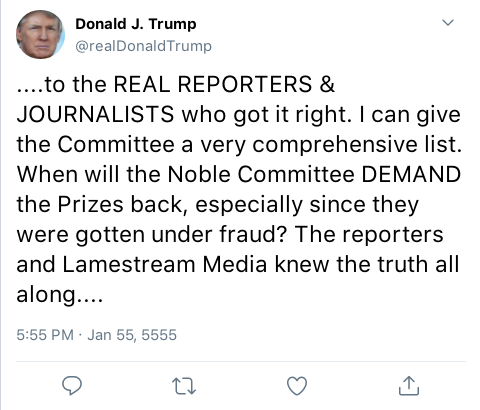 Donald J. Trump
@realDonaldTrump
....to the REAL REPORTERS &
JOURNALISTS who got it right. I can give
the Committee a very comprehensive list.
When will the Noble Committee DEMAND
the Prizes back, especially since they
were gotten under fraud? The reporters
and Lamestream Media knew the truth all
along....
5:55 PM · Jan 55, 5555